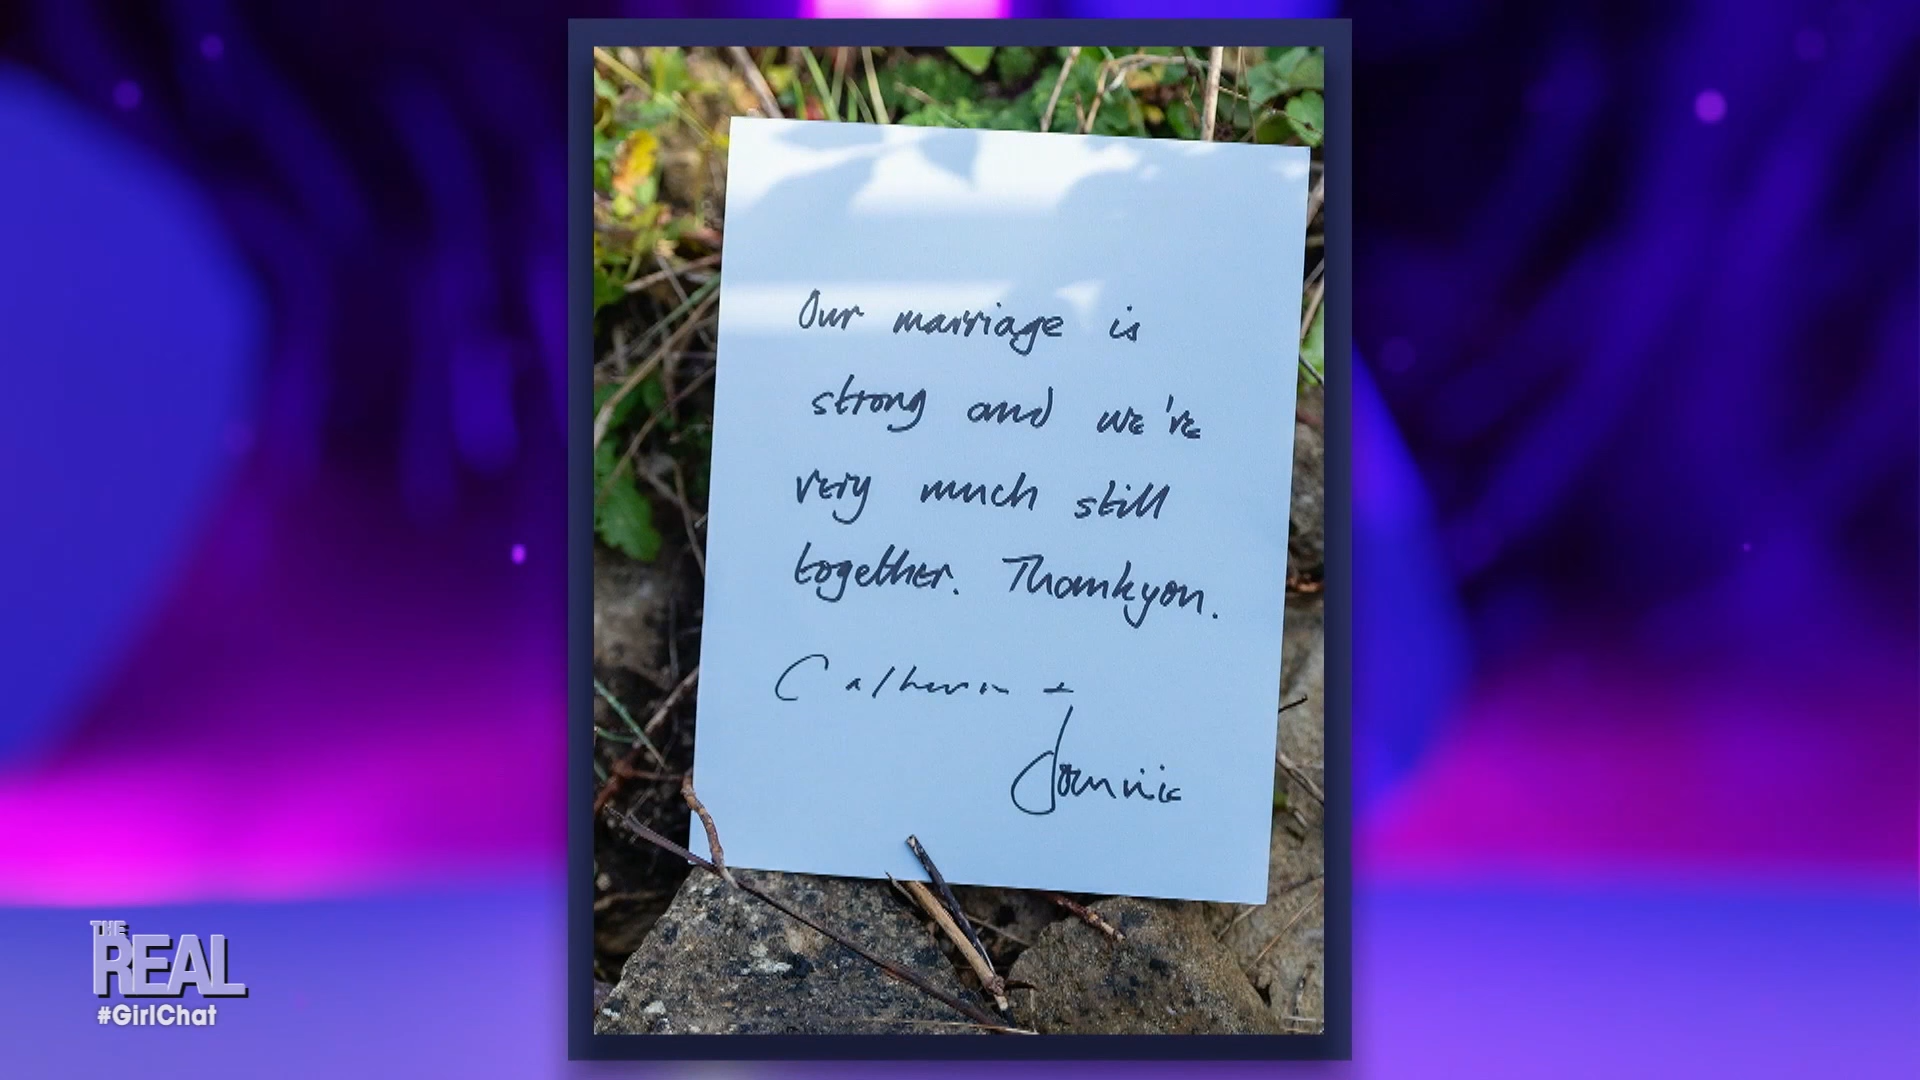 Our marriage is
strong and we're
very much still
together. Thankyou.
Catherine +
Dominic
THE
REAL
#GirlChat